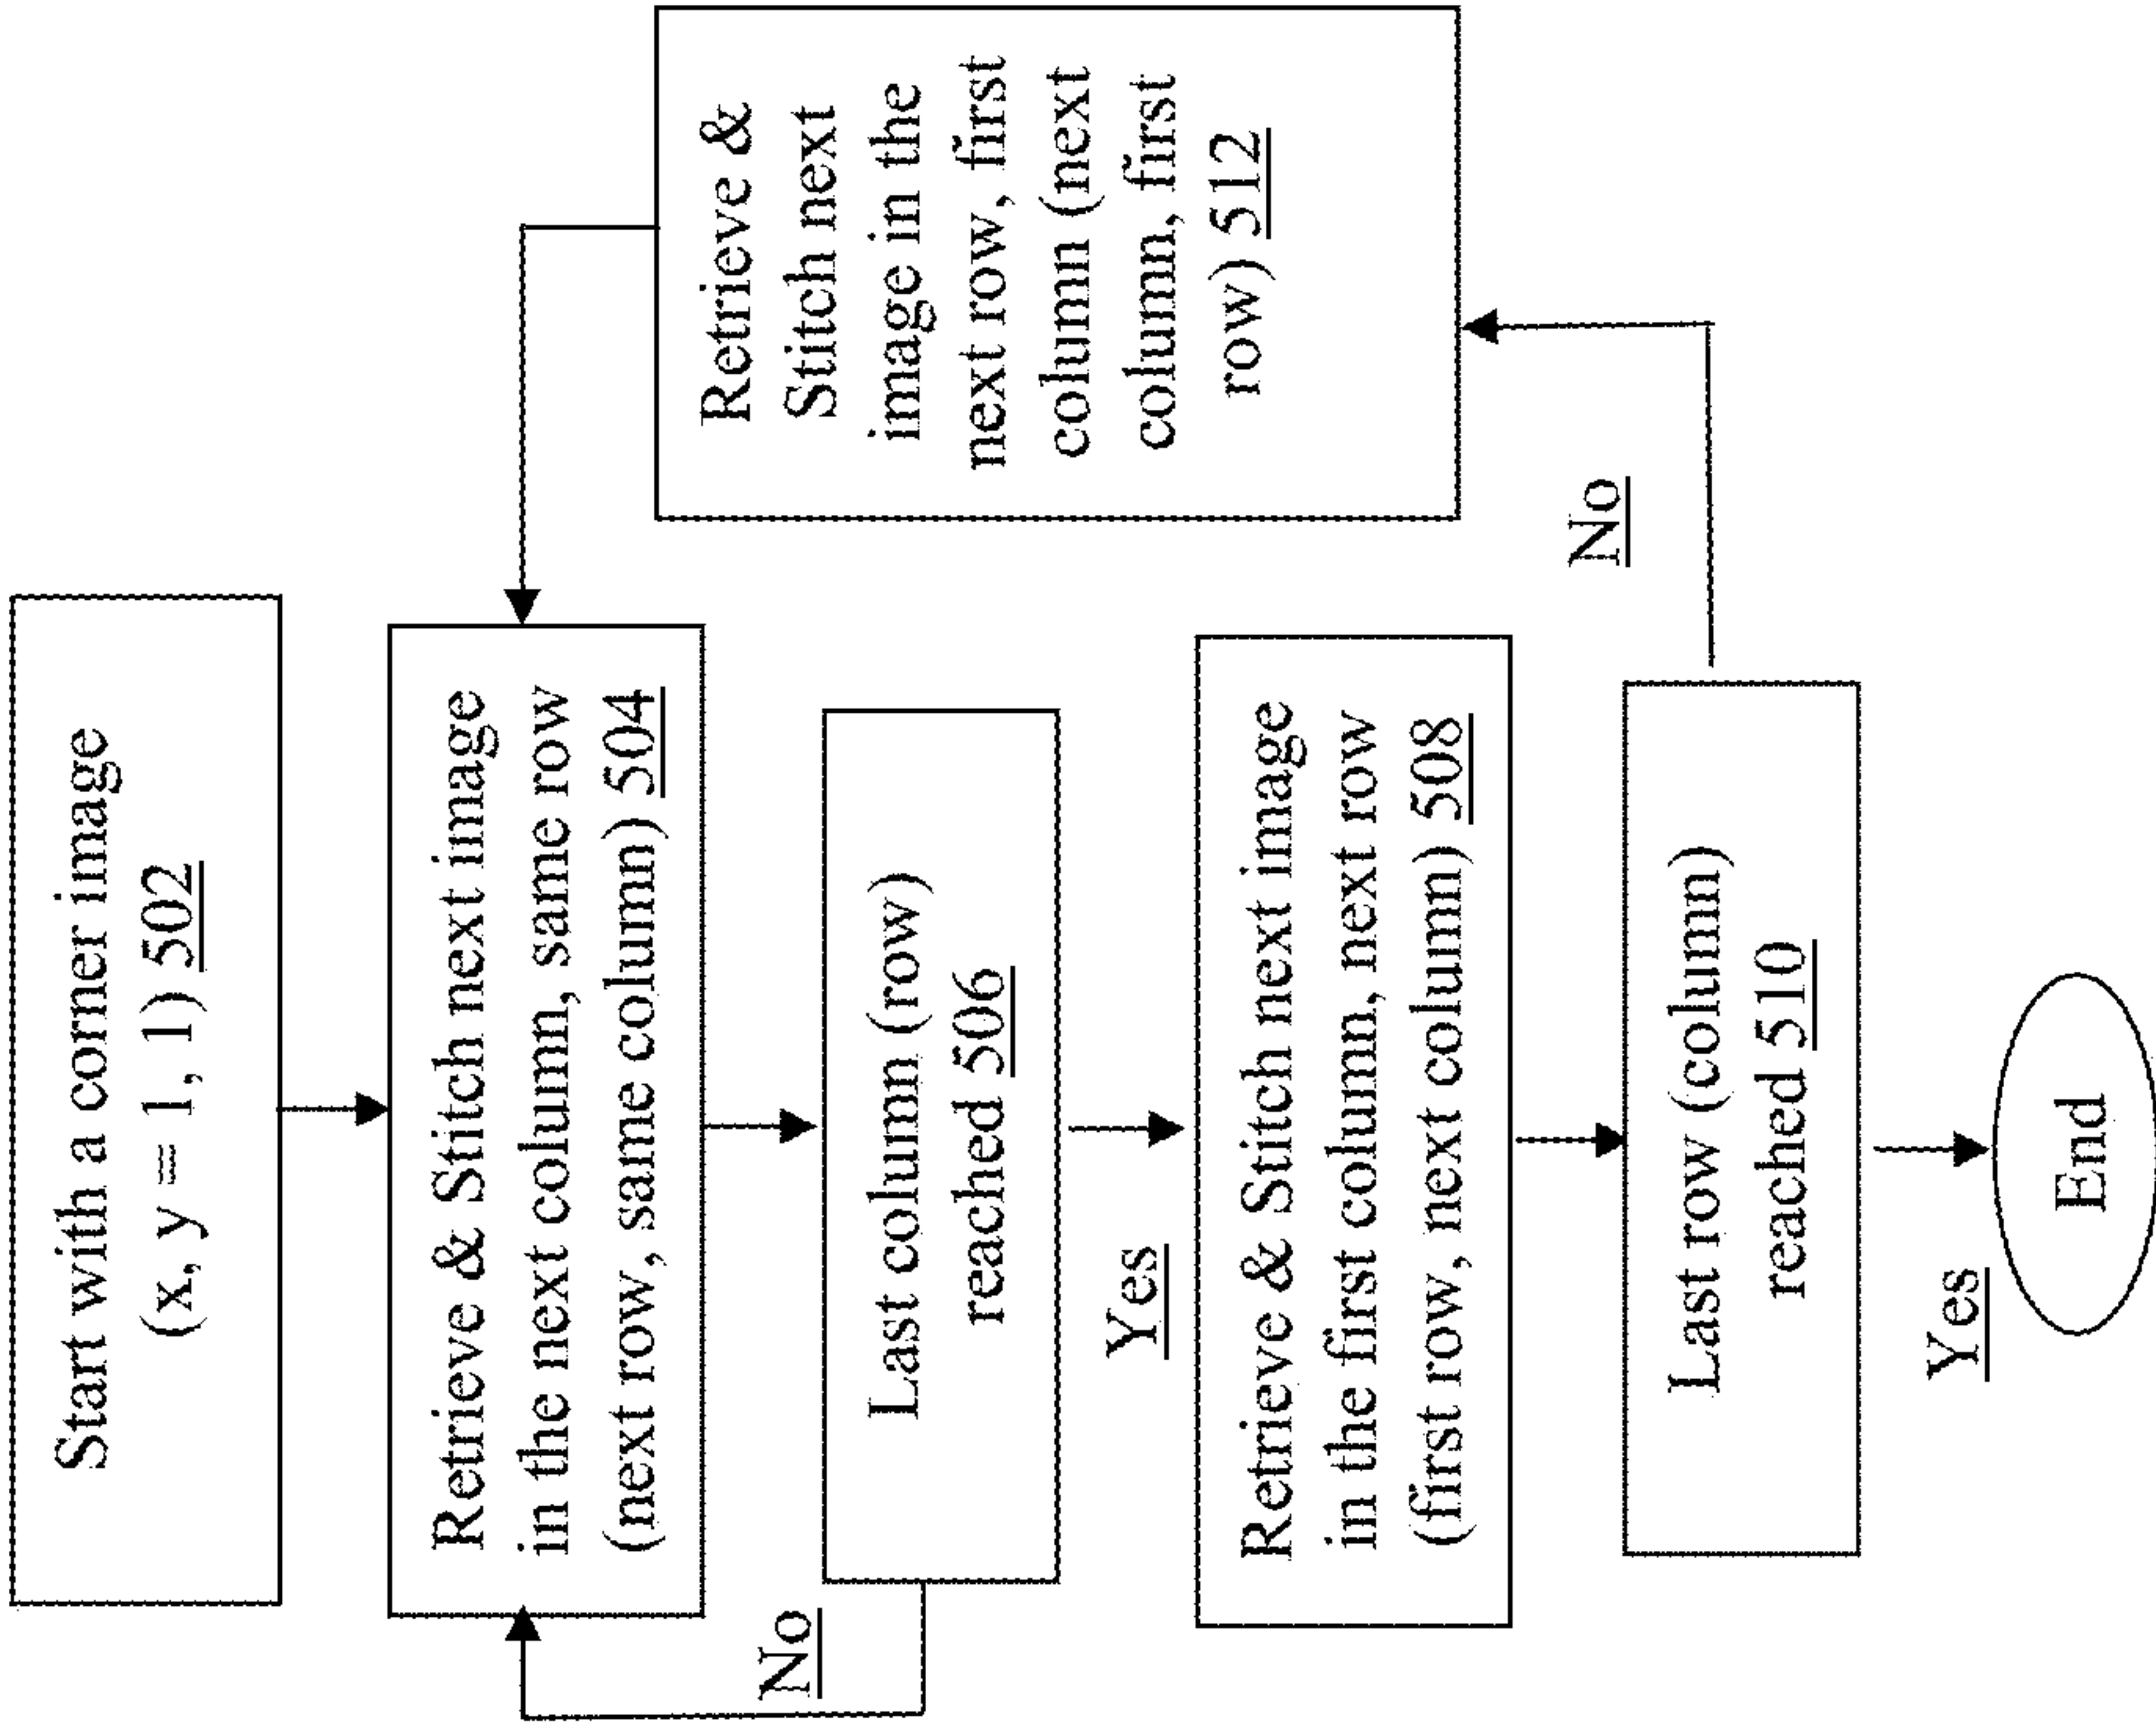 Start with a corner image
(x, y = 1, 1) 502
Retrieve & Stitch next image
in the next column, same row
(next row, same column) 504
No
Last column (row)
reached 506
Yes
Retrieve & Stitch next image
in the first column, next row
(first row, next column) 508
Last row (column)
reached 510
No
Retrieve &
Stitch next
image in the
next row, first
column (next
column, first
row) 512
Yes
End